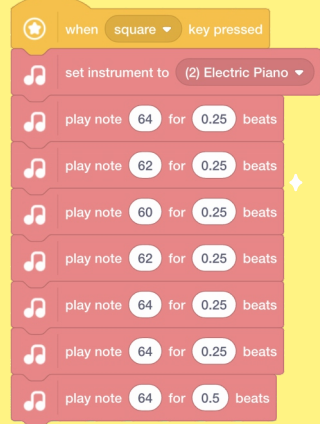 when square key pressed
set instrument to (2) Electric Piano
play note 64 for 0.25 beats
play note 62 for 0.25 beats
play note 60 for 0.25 beats
play note 62 for 0.25 beats
play note 64 for 0.25 beats
play note 64 for 0.25 beats
play note 64 for 0.5 beats